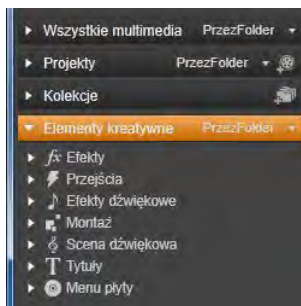 Wszystkie multimedia PrzezFolder
Projekty PrzezFolder
Kolekcje
Elementy kreatywne PrzezFolder
fx Efekty
Przejścia
Efekty dźwiękowe
Montaż
Scena dźwiękowa
Tytuły
Menu płyty